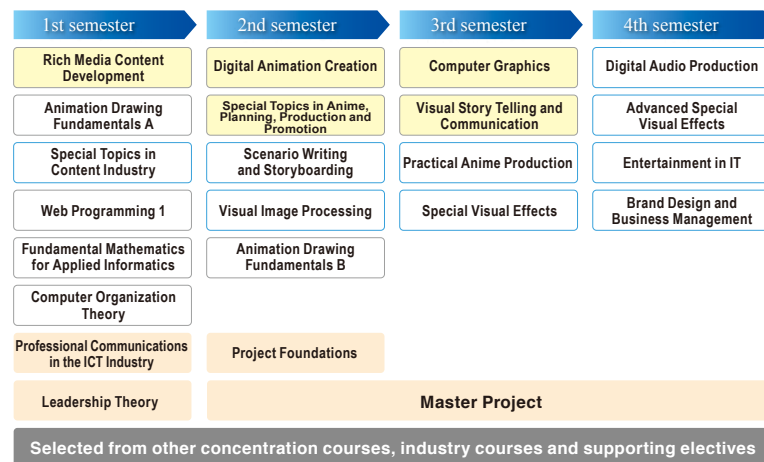 1st semester
2nd semester
3rd semester
4th semester
Rich Media Content
Development
Digital Animation Creation
Computer Graphics
Digital Audio Production
Animation Drawing
Fundamentals A
Special Topics in Anime,
Planning, Production and
Promotion
Visual Story Telling and
Communication
Advanced Special
Visual Effects
Special Topics in
Content Industry
Scenario Writing
and Storyboarding
Practical Anime Production
Entertainment in IT
Web Programming 1
Visual Image Processing
Special Visual Effects
Brand Design and
Business Management
Fundamental Mathematics
for Applied Informatics
Animation Drawing
Fundamentals B
Computer Organization
Theory
Professional Communications
in the ICT Industry
Project Foundations
Leadership Theory
Master Project
Selected from other concentration courses, industry courses and supporting electives